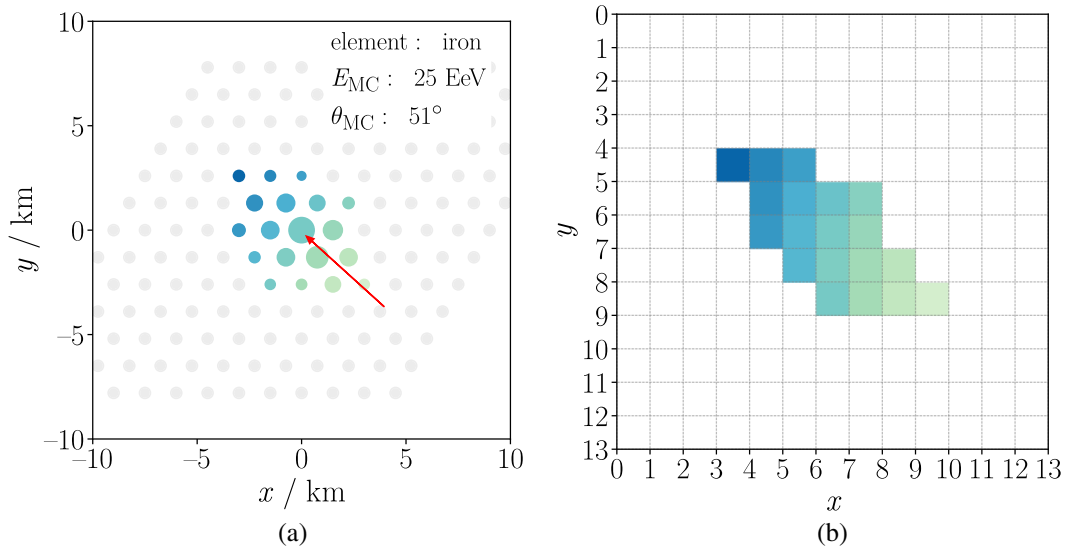 element : iron
E_MC : 25 EeV
θ_MC : 51°
10
5
0
−5
−10
y / km
−10
−5
0
5
10
x / km
(a)
0
1
2
3
4
5
6
7
8
9
10
11
12
13
y
0 1 2 3 4 5 6 7 8 9 10 11 12 13
x
(b)